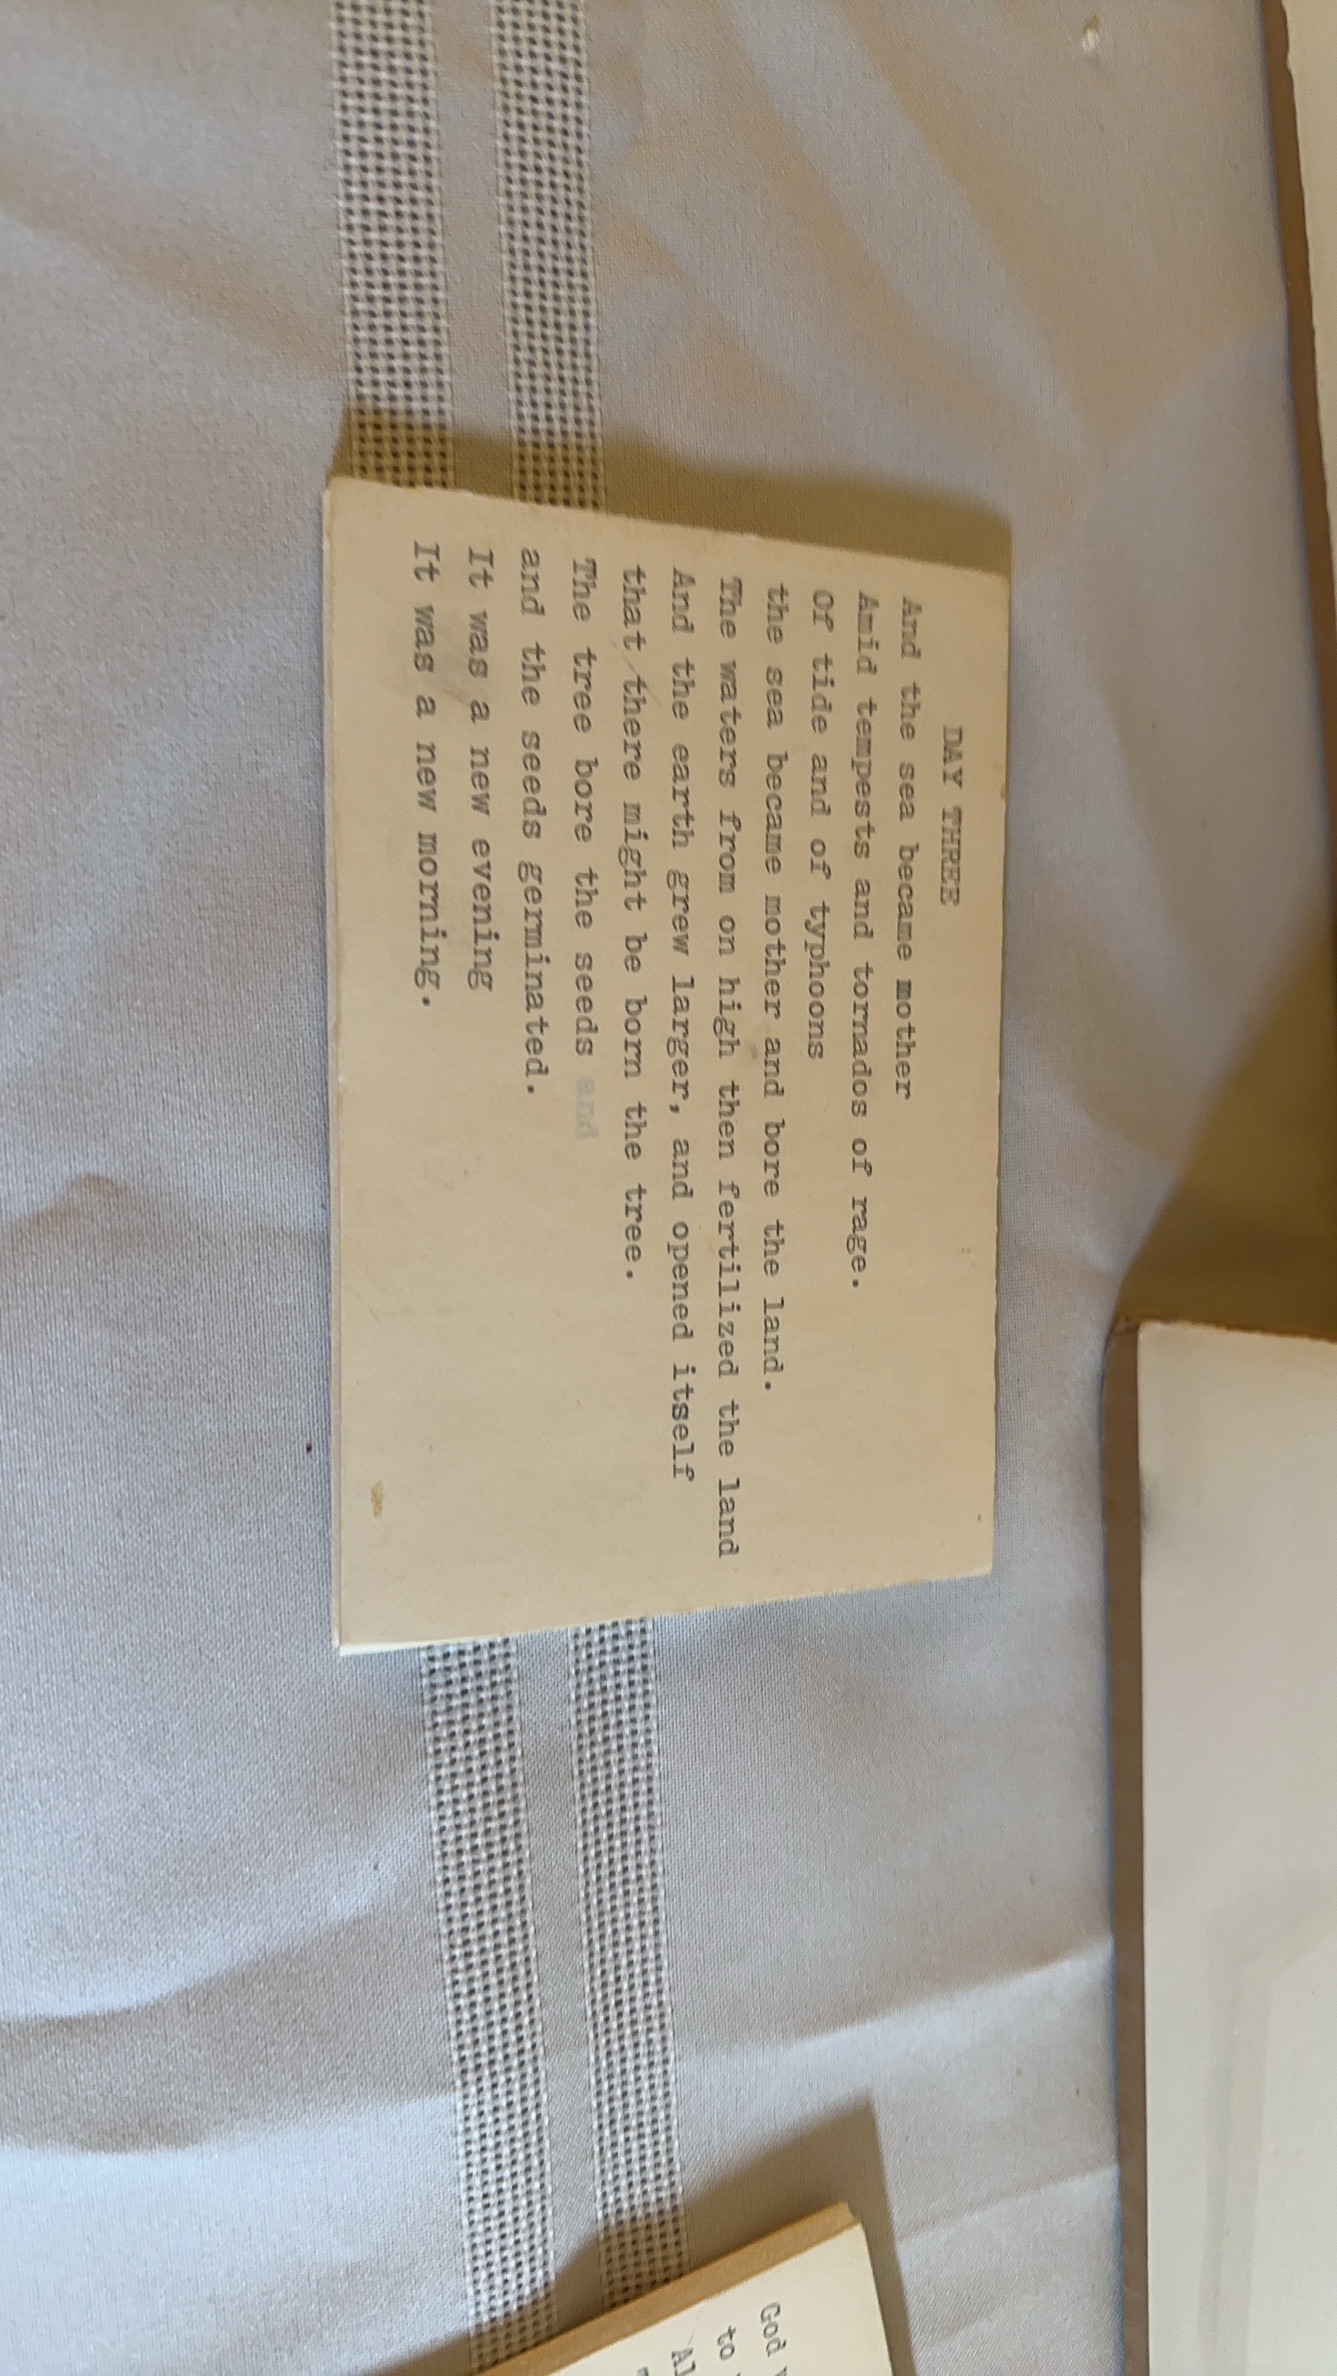 DAY THREE
And the sea became mother
Amid tempests and tornados of rage.
Of tide and of typhoons
the sea became mother and bore the land.
The waters from on high then fertilized the land
And the earth grew larger, and opened itself
that there might be born the tree.
The tree bore the seeds and
and the seeds germinated.
It was a new evening
It was a new morning.
God
to